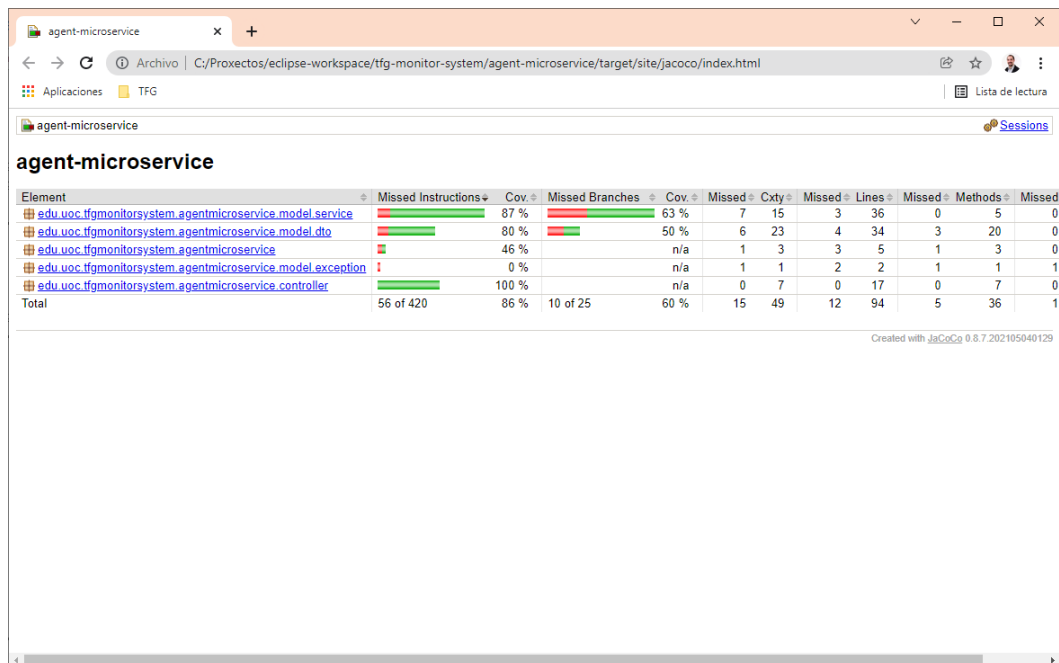 agent-microservice
Archivo | C:/Proxectos/eclipse-workspace/tfg-monitor-system/agent-microservice/target/site/jacoco/index.html
Aplicaciones TFG Lista de lectura
agent-microservice Sessions
agent-microservice
Element Missed Instructions Cov. Missed Branches Cov. Missed Cxty Missed Lines Missed Methods Missed
edu.uoc.tfgmonitorsystem.agentmicroservice.model.service 87 % 63 % 7 15 3 36 0 5 0
edu.uoc.tfgmonitorsystem.agentmicroservice.model.dto 80 % 50 % 6 23 4 34 3 20 0
edu.uoc.tfgmonitorsystem.agentmicroservice 46 % n/a 1 3 3 5 1 3 0
edu.uoc.tfgmonitorsystem.agentmicroservice.model.exception 0 % n/a 1 1 2 2 1 1 1
edu.uoc.tfgmonitorsystem.agentmicroservice.controller 100 % n/a 0 7 0 17 0 7 0
Total 56 of 420 86 % 10 of 25 60 % 15 49 12 94 5 36 1
Created with JaCoCo 0.8.7.202105040129